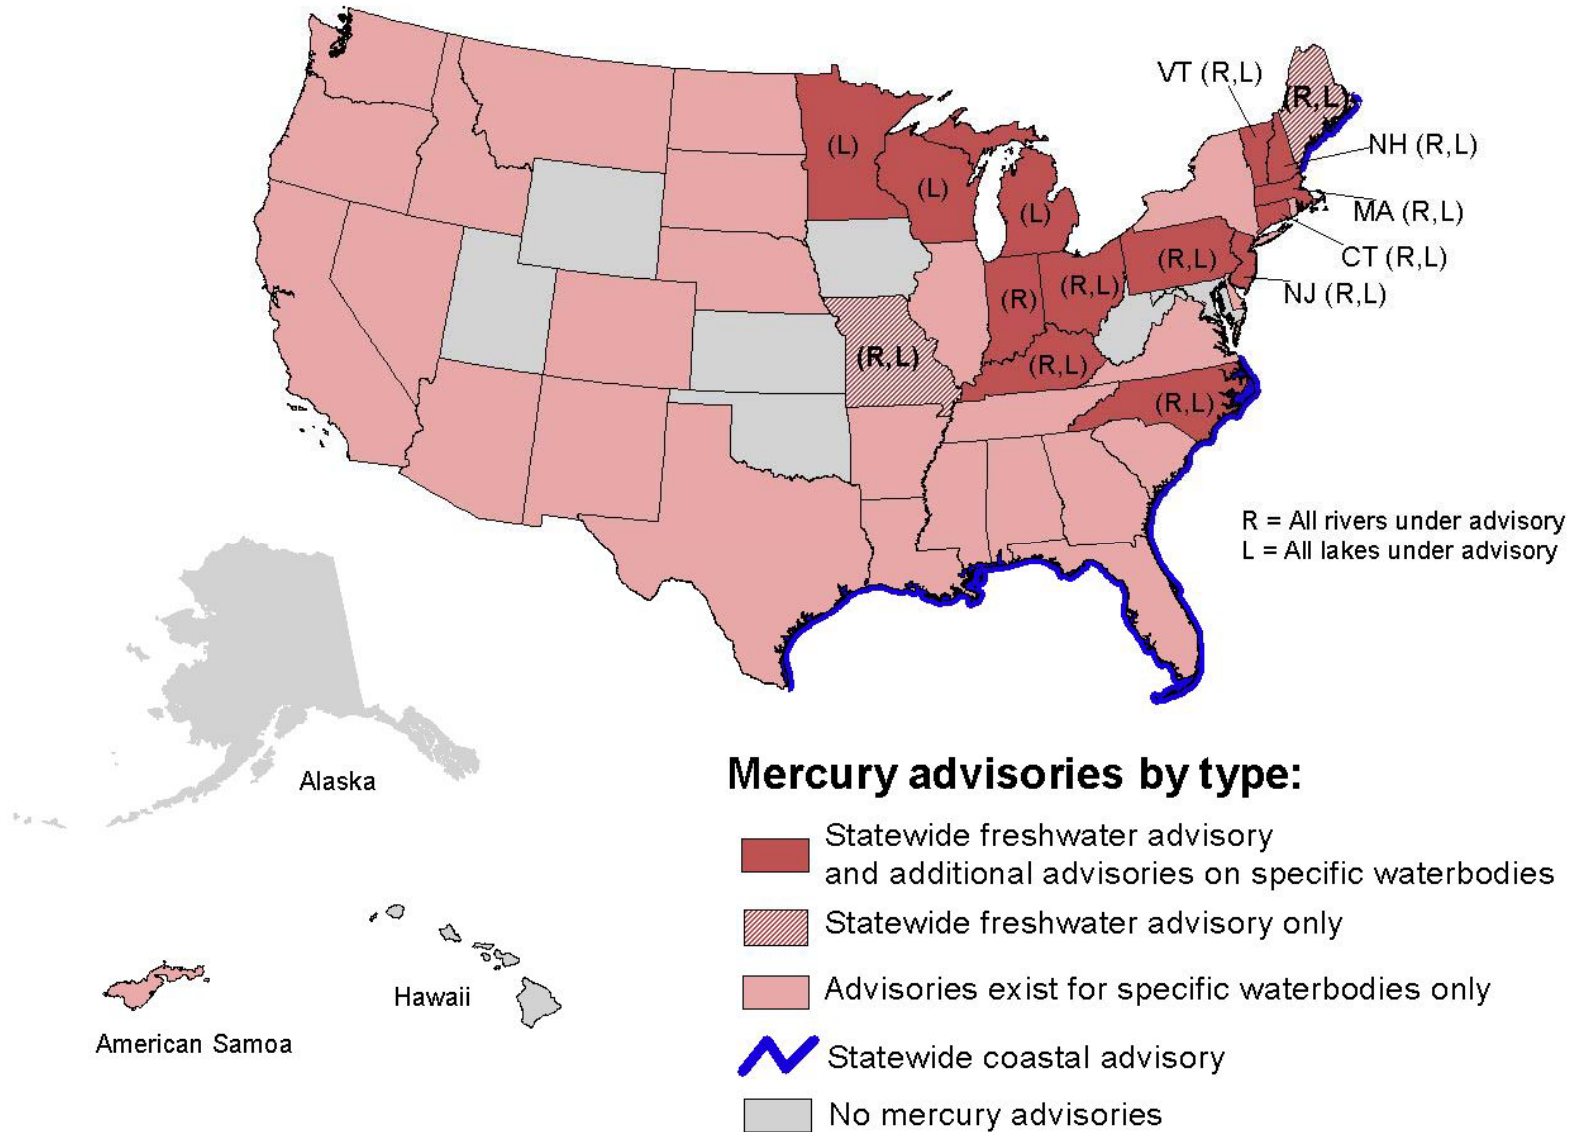 VT (R,L)
(R,L)
(L)
NH (R,L)
(L)
(L)
MA (R,L)
CT (R,L)
(R,L)
(R,L)
(R)
NJ (R,L)
(R,L)
(R,L)
(R,L)
R = All rivers under advisory
L = All lakes under advisory
Alaska
Hawaii
American Samoa
Mercury advisories by type:
Statewide freshwater advisory
and additional advisories on specific waterbodies
Statewide freshwater advisory only
Advisories exist for specific waterbodies only
Statewide coastal advisory
No mercury advisories